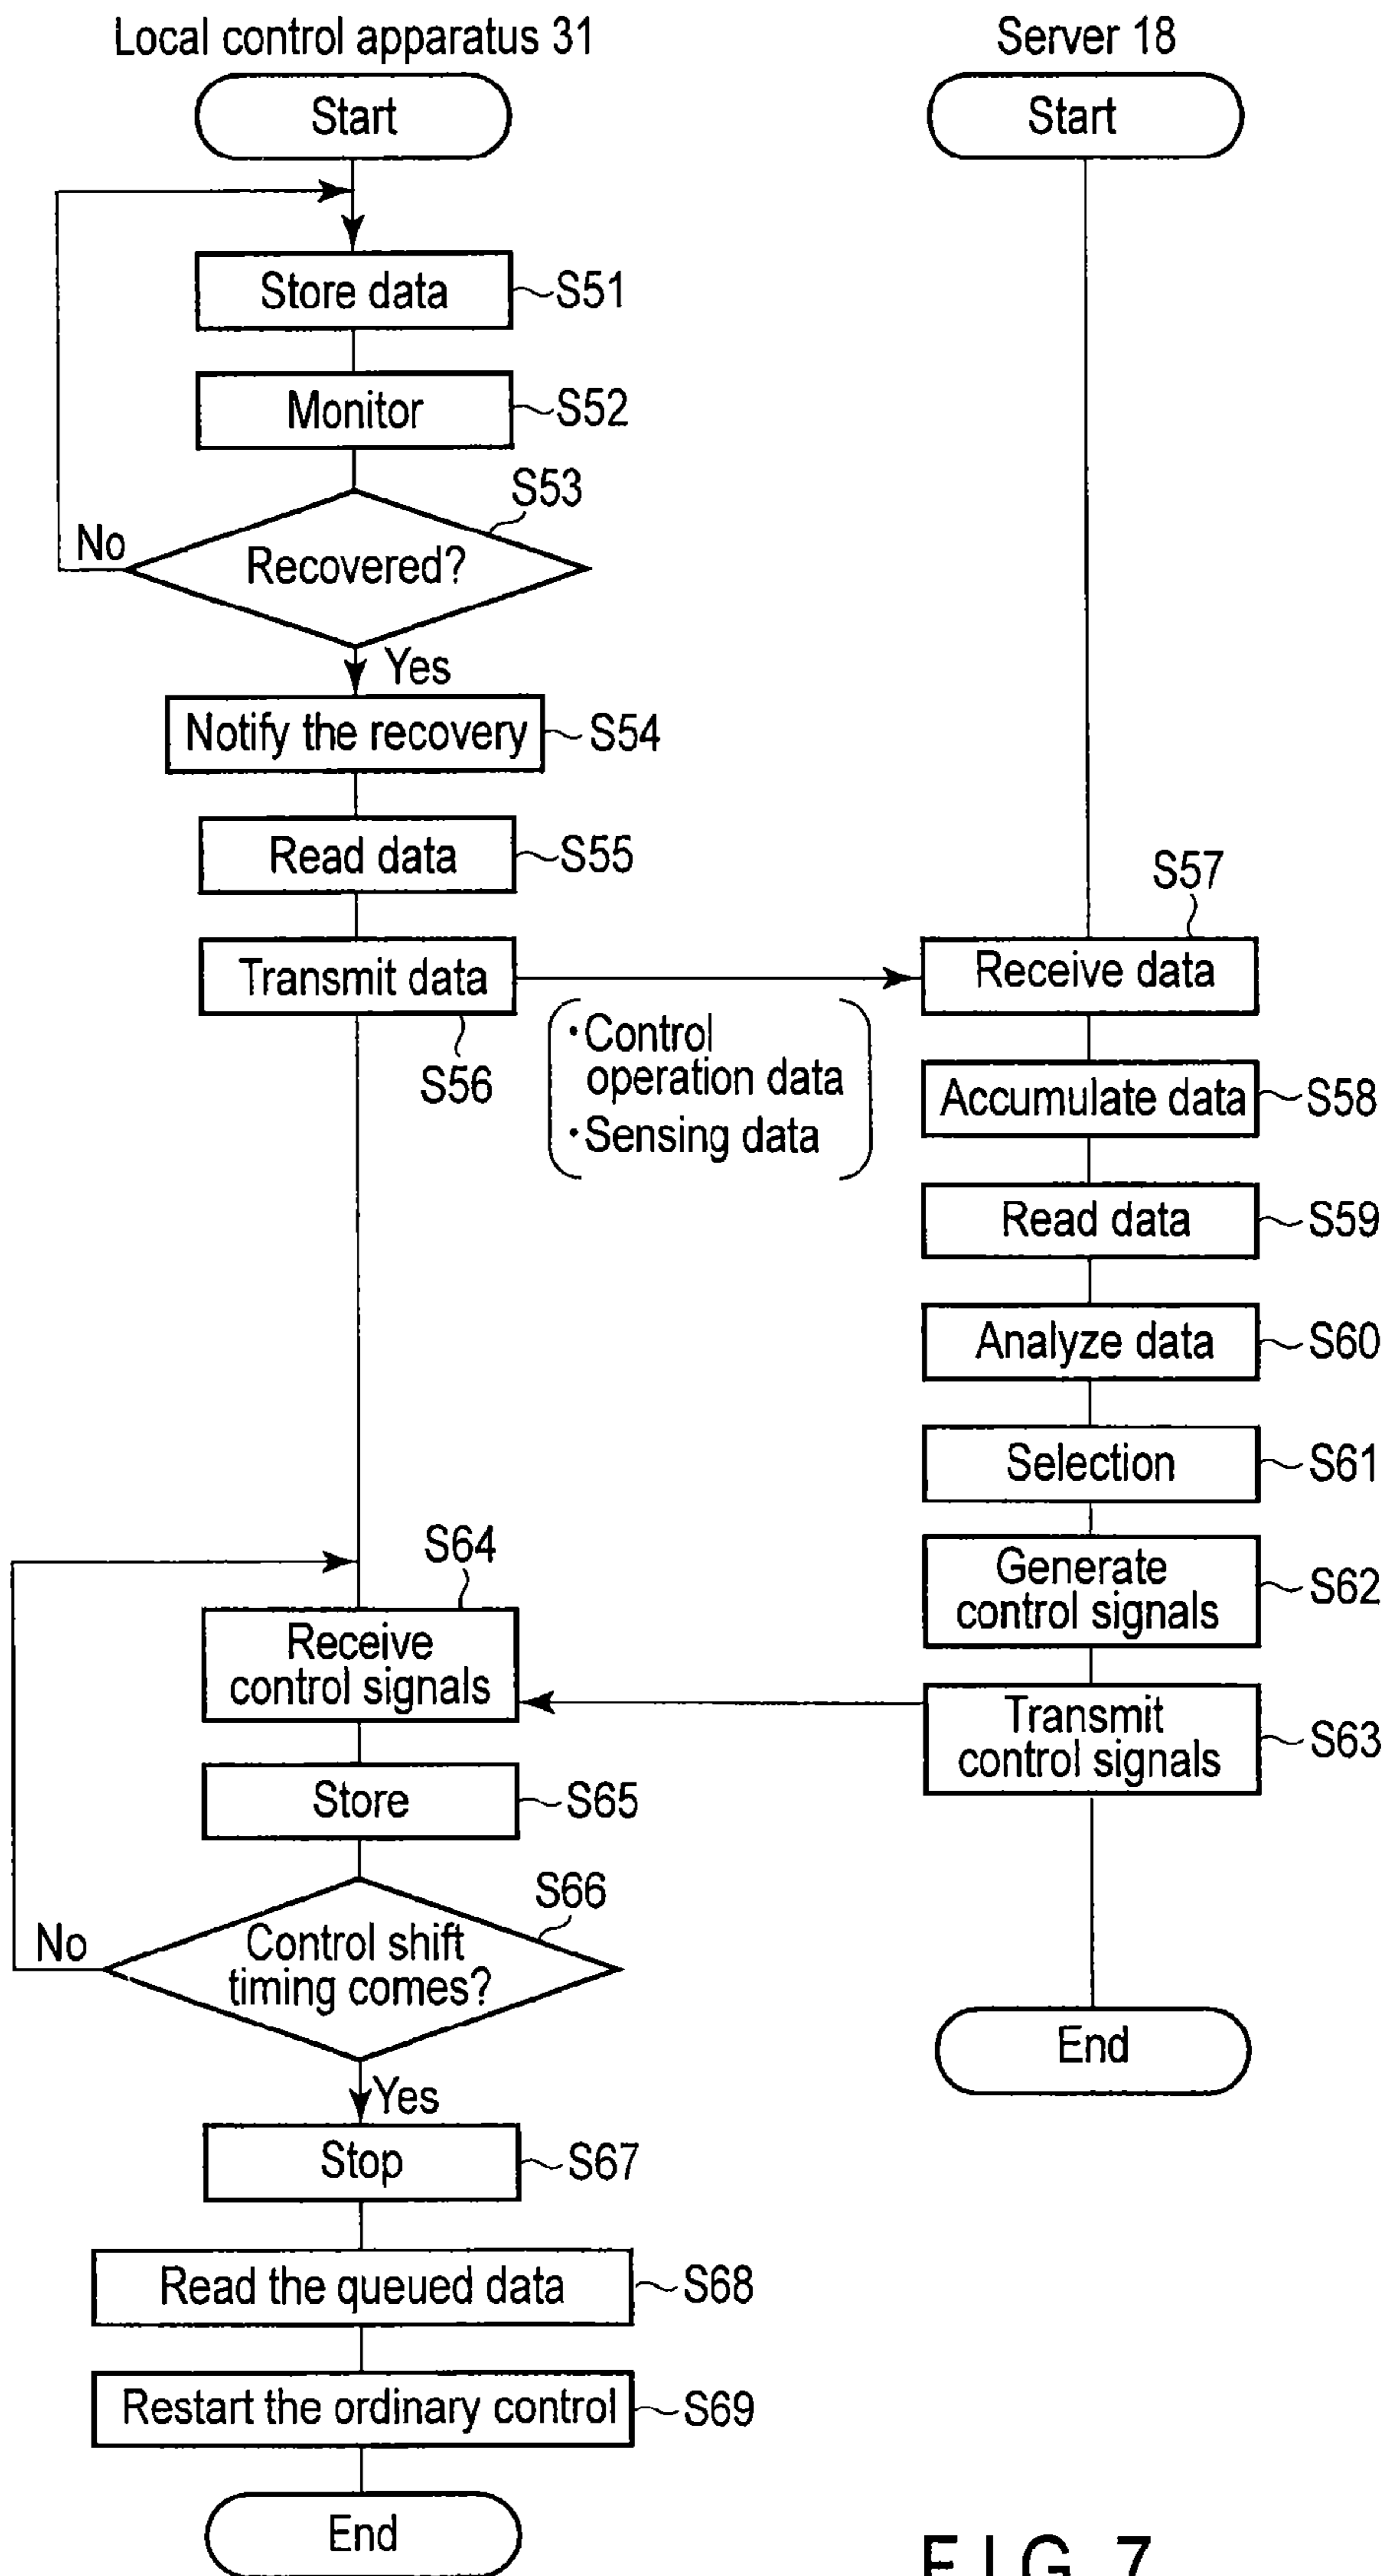 Local control apparatus 31
Server 18
Start
Start
Store data
S51
Monitor
S52
S53
Recovered?
No
Yes
Notify the recovery
S54
Read data
S55
Transmit data
S56
・Control
operation data
・Sensing data
S57
Receive data
Accumulate data
S58
Read data
S59
Analyze data
S60
Selection
S61
Generate
control signals
S62
Transmit
control signals
S63
End
S64
Receive
control signals
Store
S65
S66
Control shift
timing comes?
No
Yes
Stop
S67
Read the queued data
S68
Restart the ordinary control
S69
End
FIG. 7